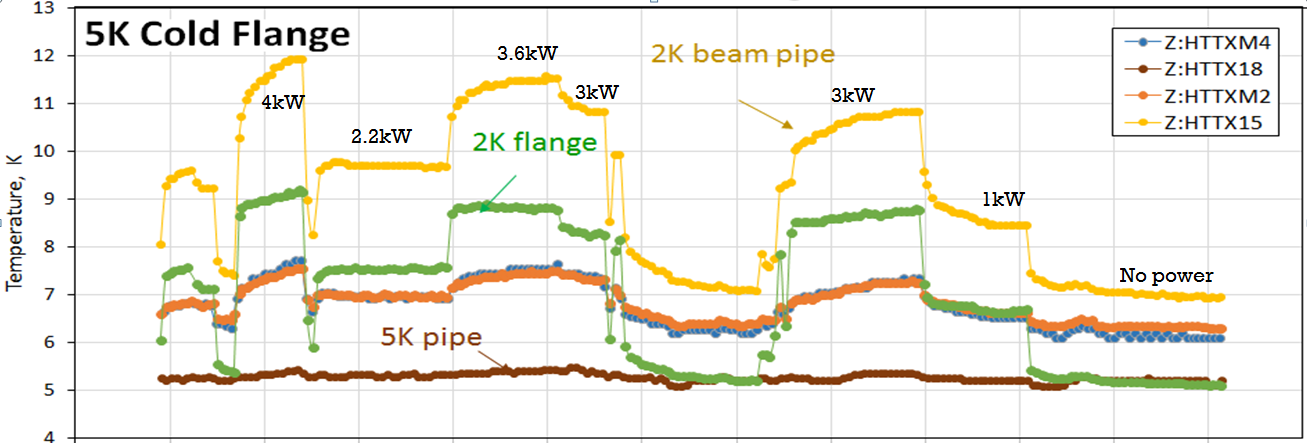 5K Cold Flange
Temperature, K
13
12
11
10
9
8
7
6
5
4
4kW
2.2kW
3.6kW
3kW
2K flange
2K beam pipe
3kW
1kW
No power
5K pipe
Z:HTTXM4
Z:HTTX18
Z:HTTXM2
Z:HTTX15